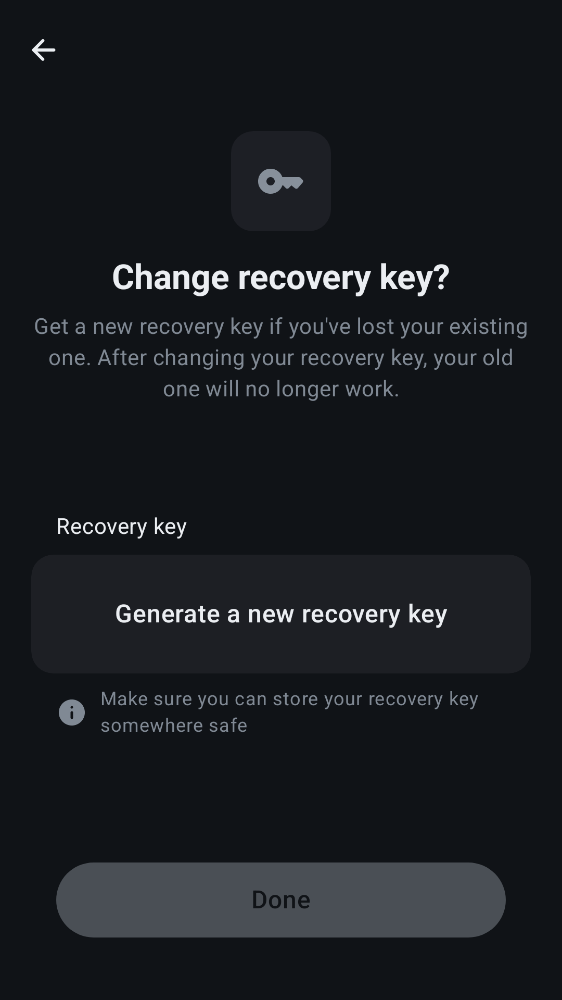 Change recovery key?
Get a new recovery key if you've lost your existing
one. After changing your recovery key, your old
one will no longer work.
Recovery key
Generate a new recovery key
Make sure you can store your recovery key
somewhere safe
Done